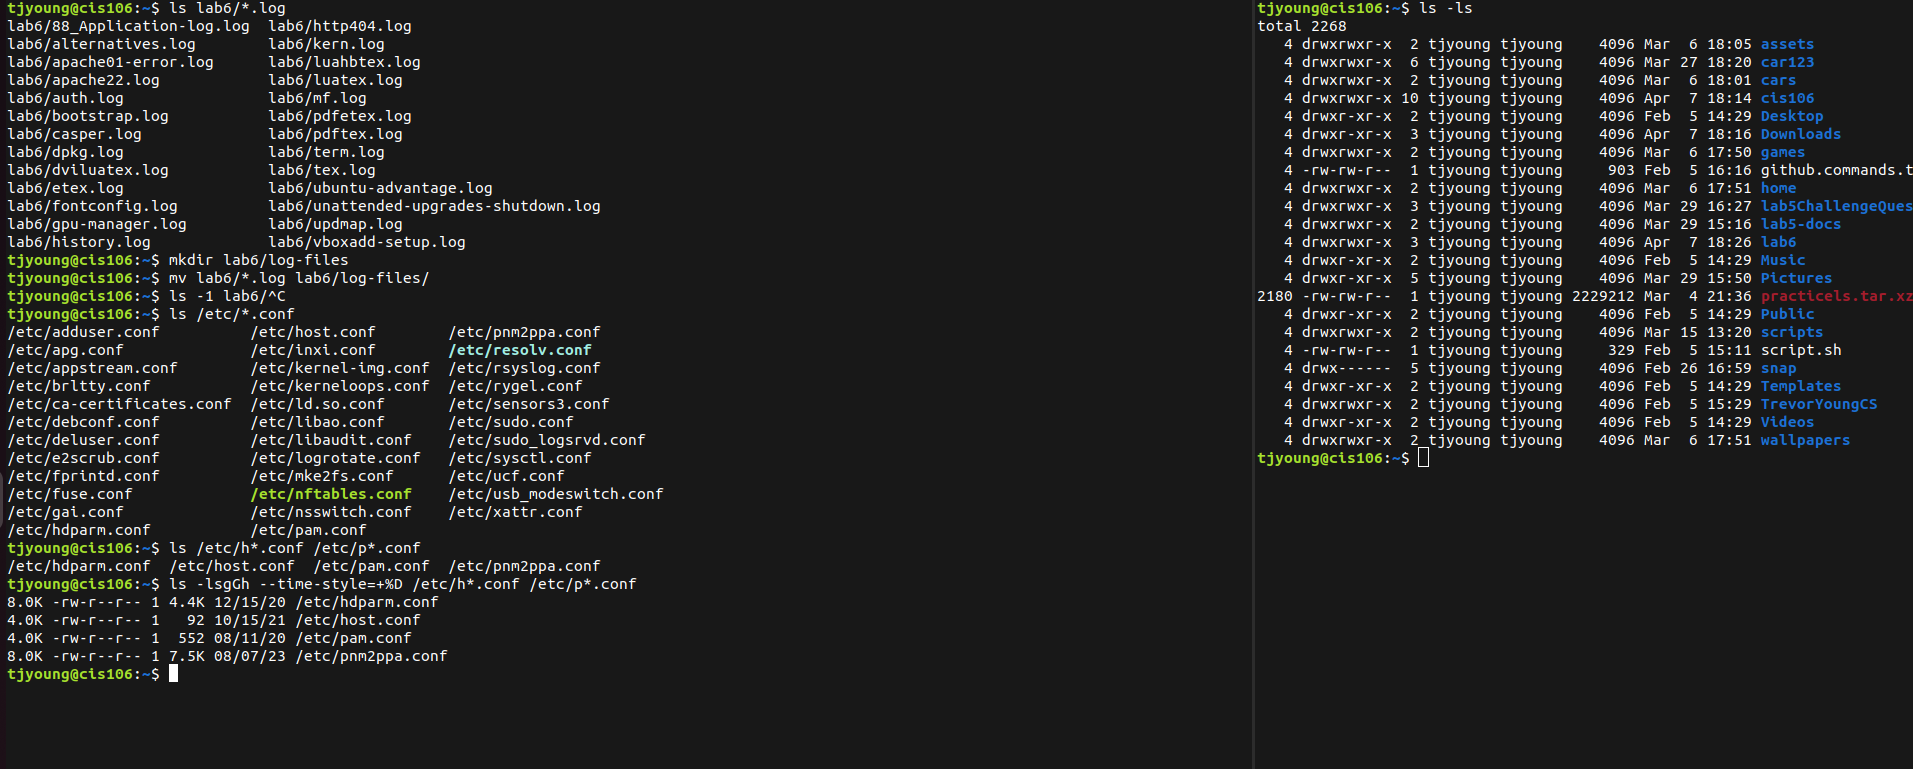 tjyoung@cis106:~$ ls lab6/*.log
lab6/88_Application-log.log  lab6/http404.log
lab6/alternatives.log        lab6/kern.log
lab6/apache01-error.log      lab6/luahbtex.log
lab6/apache22.log            lab6/luatex.log
lab6/auth.log                lab6/mf.log
lab6/bootstrap.log           lab6/pdfetex.log
lab6/casper.log              lab6/pdftex.log
lab6/dpkg.log                lab6/term.log
lab6/dviluatex.log           lab6/tex.log
lab6/etex.log                lab6/ubuntu-advantage.log
lab6/fontconfig.log          lab6/unattended-upgrades-shutdown.log
lab6/gpu-manager.log         lab6/updmap.log
lab6/history.log             lab6/vboxadd-setup.log
tjyoung@cis106:~$ mkdir lab6/log-files
tjyoung@cis106:~$ mv lab6/*.log lab6/log-files/
tjyoung@cis106:~$ ls -1 lab6/^C
tjyoung@cis106:~$ ls /etc/*.conf
/etc/adduser.conf          /etc/host.conf        /etc/pnm2ppa.conf
/etc/apg.conf              /etc/inxi.conf        /etc/resolv.conf
/etc/appstream.conf        /etc/kernel-img.conf  /etc/rsyslog.conf
/etc/brltty.conf           /etc/kerneloops.conf  /etc/rygel.conf
/etc/ca-certificates.conf  /etc/ld.so.conf       /etc/sensors3.conf
/etc/debconf.conf          /etc/libao.conf       /etc/sudo.conf
/etc/deluser.conf          /etc/libaudit.conf    /etc/sudo_logsrvd.conf
/etc/e2scrub.conf          /etc/logrotate.conf   /etc/sysctl.conf
/etc/fprintd.conf          /etc/mke2fs.conf      /etc/ucf.conf
/etc/fuse.conf             /etc/nftables.conf    /etc/usb_modeswitch.conf
/etc/gai.conf              /etc/nsswitch.conf    /etc/xattr.conf
/etc/hdparm.conf           /etc/pam.conf
tjyoung@cis106:~$ ls /etc/h*.conf /etc/p*.conf
/etc/hdparm.conf  /etc/host.conf  /etc/pam.conf  /etc/pnm2ppa.conf
tjyoung@cis106:~$ ls -lsgGh --time-style=+%D /etc/h*.conf /etc/p*.conf
8.0K -rw-r--r-- 1 4.4K 12/15/20 /etc/hdparm.conf
4.0K -rw-r--r-- 1   92 10/15/21 /etc/host.conf
4.0K -rw-r--r-- 1  552 08/11/20 /etc/pam.conf
8.0K -rw-r--r-- 1 7.5K 08/07/23 /etc/pnm2ppa.conf
tjyoung@cis106:~$
tjyoung@cis106:~$ ls -ls
total 2268
   4 drwxrwxr-x  2 tjyoung tjyoung    4096 Mar  6 18:05 assets
   4 drwxrwxr-x  6 tjyoung tjyoung    4096 Mar 27 18:20 car123
   4 drwxrwxr-x  2 tjyoung tjyoung    4096 Mar  6 18:01 cars
   4 drwxrwxr-x 10 tjyoung tjyoung    4096 Apr  7 18:14 cis106
   4 drwxr-xr-x  2 tjyoung tjyoung    4096 Feb  5 14:29 Desktop
   4 drwxr-xr-x  3 tjyoung tjyoung    4096 Apr  7 18:16 Downloads
   4 drwxrwxr-x  2 tjyoung tjyoung    4096 Mar  6 17:50 games
   4 -rw-rw-r--  1 tjyoung tjyoung     903 Feb  5 16:16 github.commands.t
   4 drwxrwxr-x  2 tjyoung tjyoung    4096 Mar  6 17:51 home
   4 drwxrwxr-x  3 tjyoung tjyoung    4096 Mar 29 16:27 lab5ChallengeQues
   4 drwxrwxr-x  2 tjyoung tjyoung    4096 Mar 29 15:16 lab5-docs
   4 drwxrwxr-x  3 tjyoung tjyoung    4096 Apr  7 18:26 lab6
   4 drwxr-xr-x  2 tjyoung tjyoung    4096 Feb  5 14:29 Music
   4 drwxr-xr-x  5 tjyoung tjyoung    4096 Mar 29 15:50 Pictures
2180 -rw-rw-r--  1 tjyoung tjyoung 2229212 Mar  4 21:36 practicels.tar.xz
   4 drwxr-xr-x  2 tjyoung tjyoung    4096 Feb  5 14:29 Public
   4 drwxrwxr-x  2 tjyoung tjyoung    4096 Mar 15 13:20 scripts
   4 -rw-rw-r--  1 tjyoung tjyoung     329 Feb  5 15:11 script.sh
   4 drwx------  5 tjyoung tjyoung    4096 Feb 26 16:59 snap
   4 drwxr-xr-x  2 tjyoung tjyoung    4096 Feb  5 14:29 Templates
   4 drwxrwxr-x  2 tjyoung tjyoung    4096 Feb  5 15:29 TrevorYoungCS
   4 drwxr-xr-x  2 tjyoung tjyoung    4096 Feb  5 14:29 Videos
   4 drwxrwxr-x  2 tjyoung tjyoung    4096 Mar  6 17:51 wallpapers
tjyoung@cis106:~$